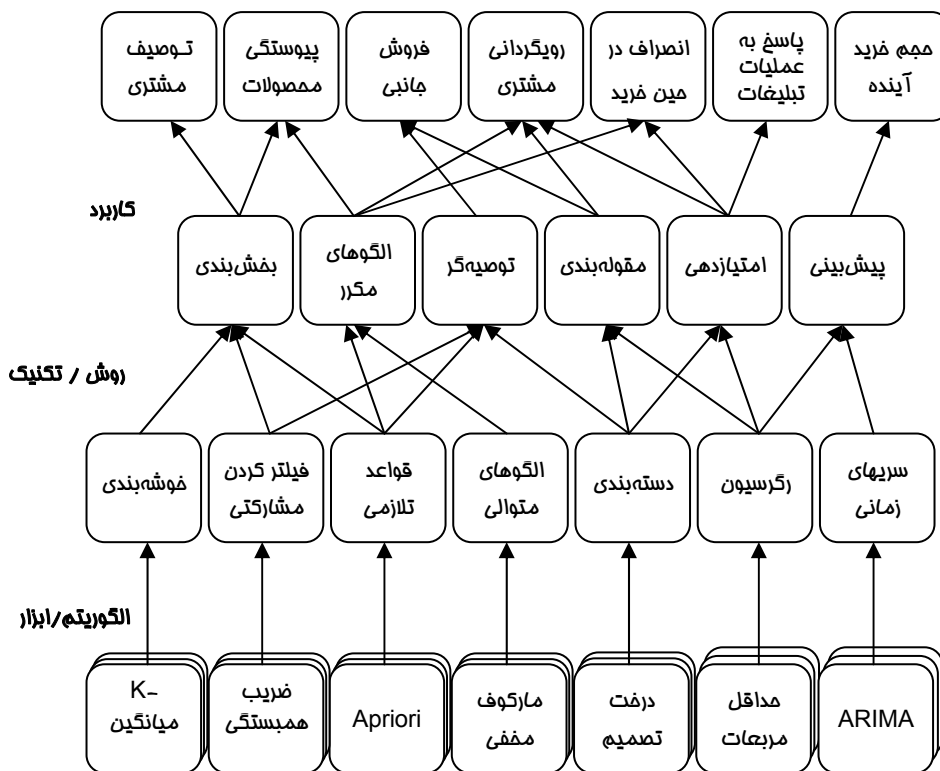 حجم خرید
آینده
پاسخ به
عملیات
تبلیغات
انصراف در
حین خرید
رویگردانی
مشتری
فروش
جانبی
پیوستگی
محصولات
توصیف
مشتری
کاربرد
پیش‌بینی
امتیازدهی
مقوله‌بندی
توصیه‌گر
الگوهای
مکرر
بخش‌بندی
روش / تکنیک
سریهای
زمانی
رگرسیون
دسته‌بندی
الگوهای
متوالی
قواعد
تلازمی
فیلتر کردن
مشارکتی
خوشه‌بندی
الگوریتم/ابزار
ARIMA
حداقل
مربعات
درخت
تصمیم
مارکوف
مخفی
Apriori
ضریب
همبستگی
K-
میانگین